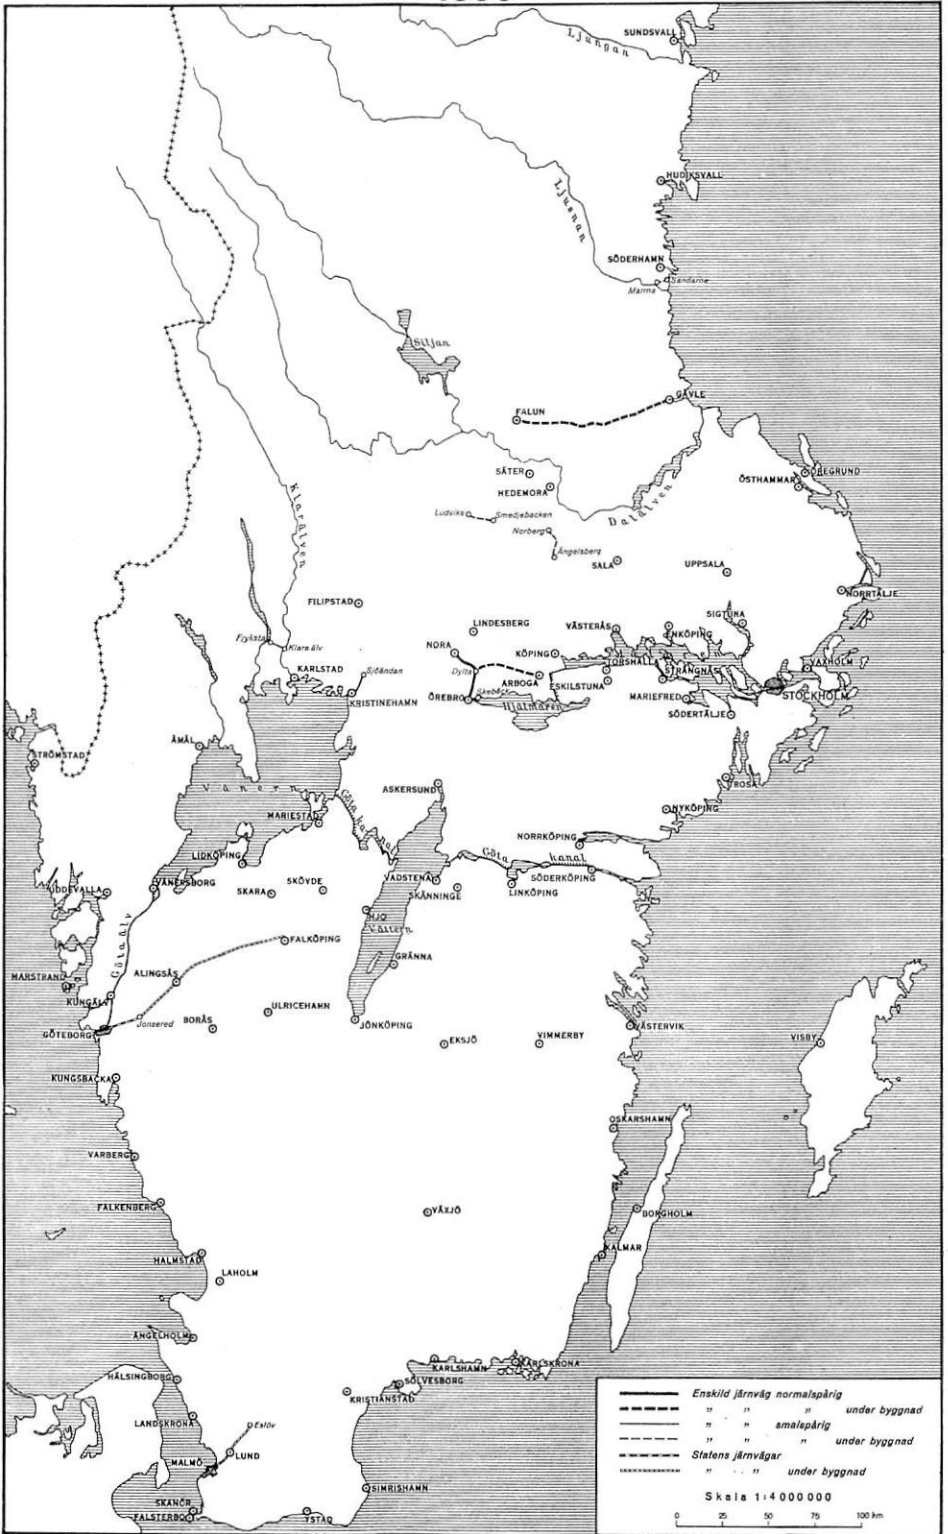 SUNDSVALL
Ljungan
HUDIKSVALL
Ljusnan
SÖDERHAMN
Sandarne
Marma
Siljan
GÄVLE
FALUN
SÄTER
HEDEMORA
ÖREGRUND
ÖSTHAMMAR
Dalälven
Ludvika
Smedjebacken
Norberg
Ängelsberg
Klarälven
SALA
UPPSALA
NORRTÄLJE
FILIPSTAD
SIGTUNA
LINDESBERG
VÄSTERÅS
ENKÖPING
Frykstad
Klara älv
NORA
KÖPING
TORSHÄLLA
STRÄNGNÄS
VAXHOLM
KARLSTAD
Sjöändan
Dylta
ARBOGA
ESKILSTUNA
STOCKHOLM
KRISTINEHAMN
ÖREBRO
Skebäck
Hjälmaren
MARIEFRED
SÖDERTÄLJE
ÅMÅL
STRÖMSTAD
Vänern
ASKERSUND
TROSA
Göta kanal
MARIESTAD
NYKÖPING
NORRKÖPING
LIDKÖPING
Göta kanal
VADSTENA
SÖDERKÖPING
UDDEVALLA
VÄNERSBORG
SKARA
SKÖVDE
SKÄNNINGE
LINKÖPING
HJO
Vättern
Göta älv
FALKÖPING
GRÄNNA
MARSTRAND
ALINGSÅS
KUNGÄLV
ULRICEHAMN
GÖTEBORG
Jonsered
BORÅS
JÖNKÖPING
VÄSTERVIK
EKSJÖ
VIMMERBY
VISBY
KUNGSBACKA
OSKARSHAMN
VARBERG
FALKENBERG
VÄXJÖ
BORGHOLM
HALMSTAD
KALMAR
LAHOLM
ÄNGELHOLM
KARLSHAMN
KARLSKRONA
HÄLSINGBORG
SÖLVESBORG
KRISTIANSTAD
LANDSKRONA
Eslöv
MALMÖ
LUND
SIMRISHAMN
SKANÖR
FALSTERBO
YSTAD
Enskild järnväg normalspårig
" " " under byggnad
" " smalspårig
" " " under byggnad
Statens järnvägar
" " under byggnad
Skala 1:4000000
0 25 50 75 100 km